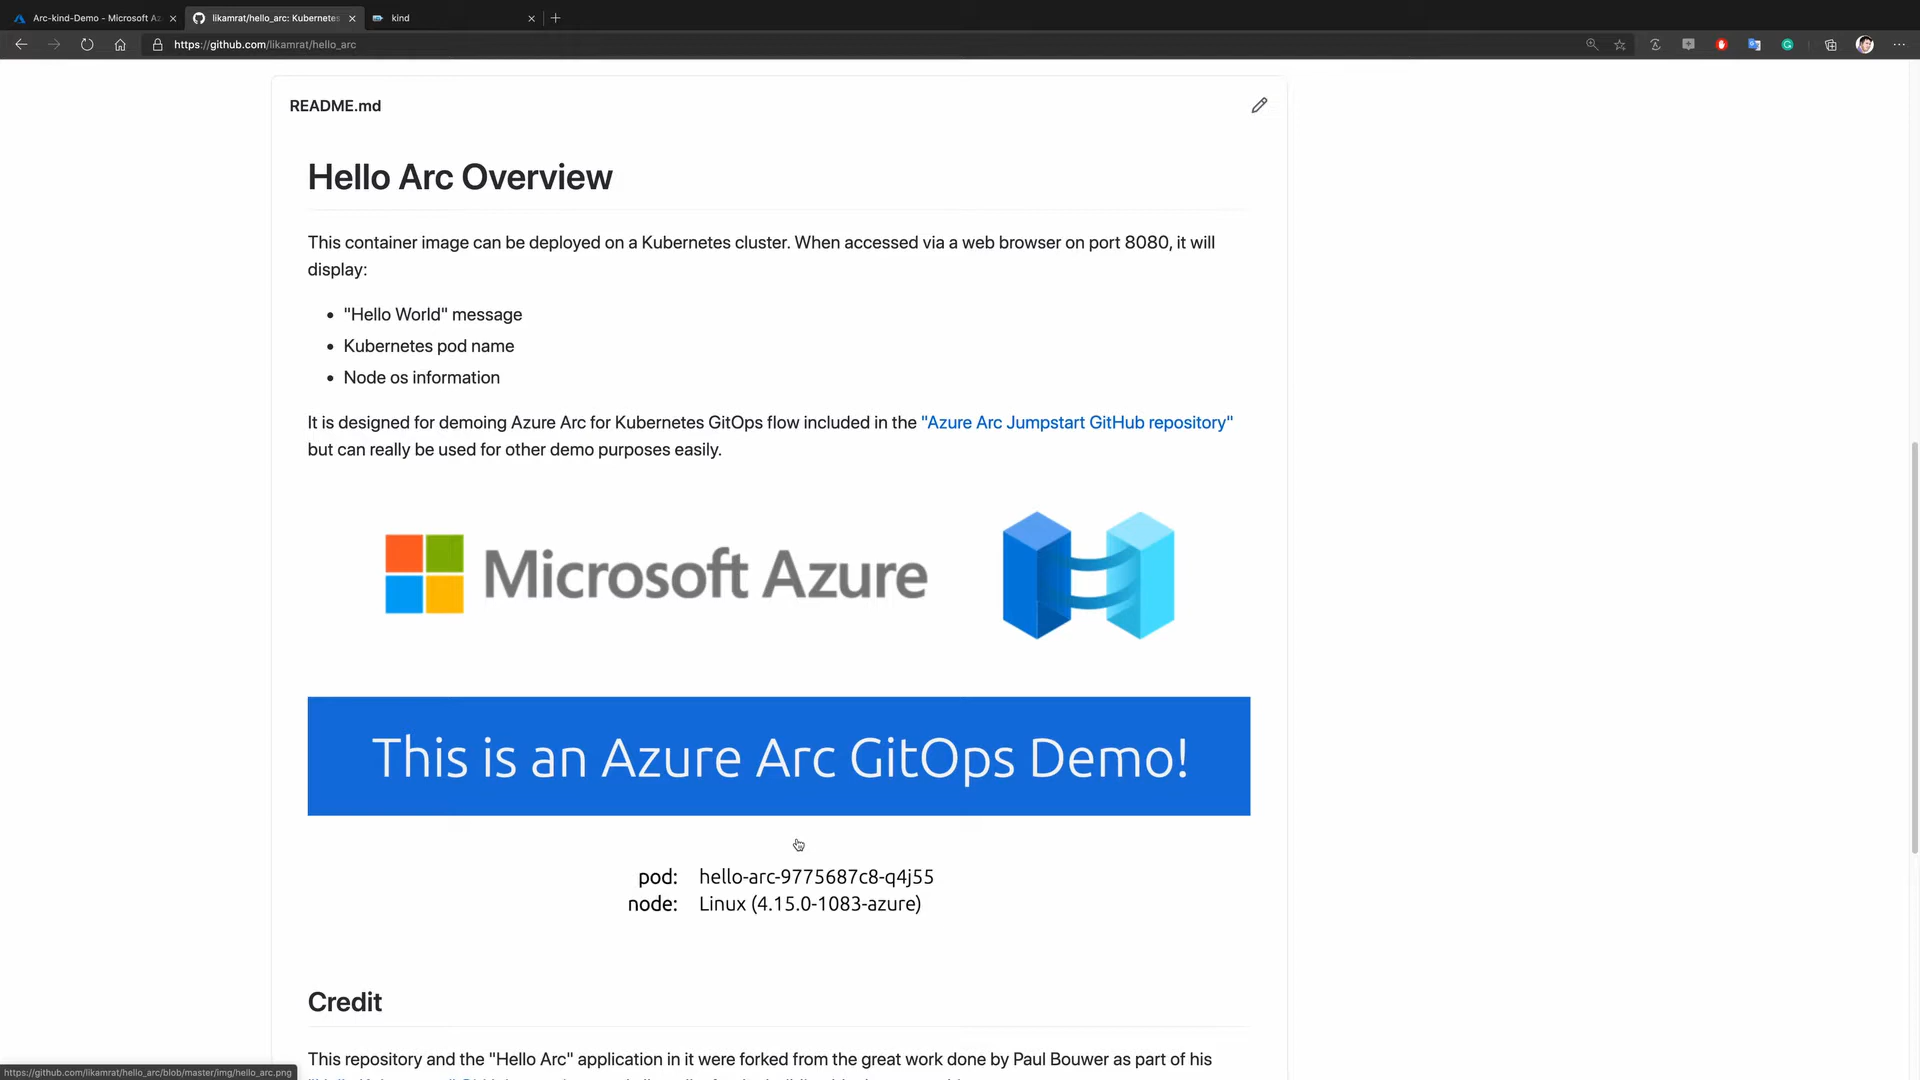 Arc-kind-Demo - Microsoft Az
likamrat/hello_arc: Kubernetes
kind
https://github.com/likamrat/hello_arc
README.md
Hello Arc Overview
This container image can be deployed on a Kubernetes cluster. When accessed via a web browser on port 8080, it will
display:
"Hello World" message
Kubernetes pod name
Node os information
It is designed for demoing Azure Arc for Kubernetes GitOps flow included in the "Azure Arc Jumpstart GitHub repository"
but can really be used for other demo purposes easily.
Microsoft Azure
This is an Azure Arc GitOps Demo!
pod: hello-arc-9775687c8-q4j55
node: Linux (4.15.0-1083-azure)
Credit
This repository and the "Hello Arc" application in it were forked from the great work done by Paul Bouwer as part of his
https://github.com/likamrat/hello_arc/blob/master/img/hello_arc.png